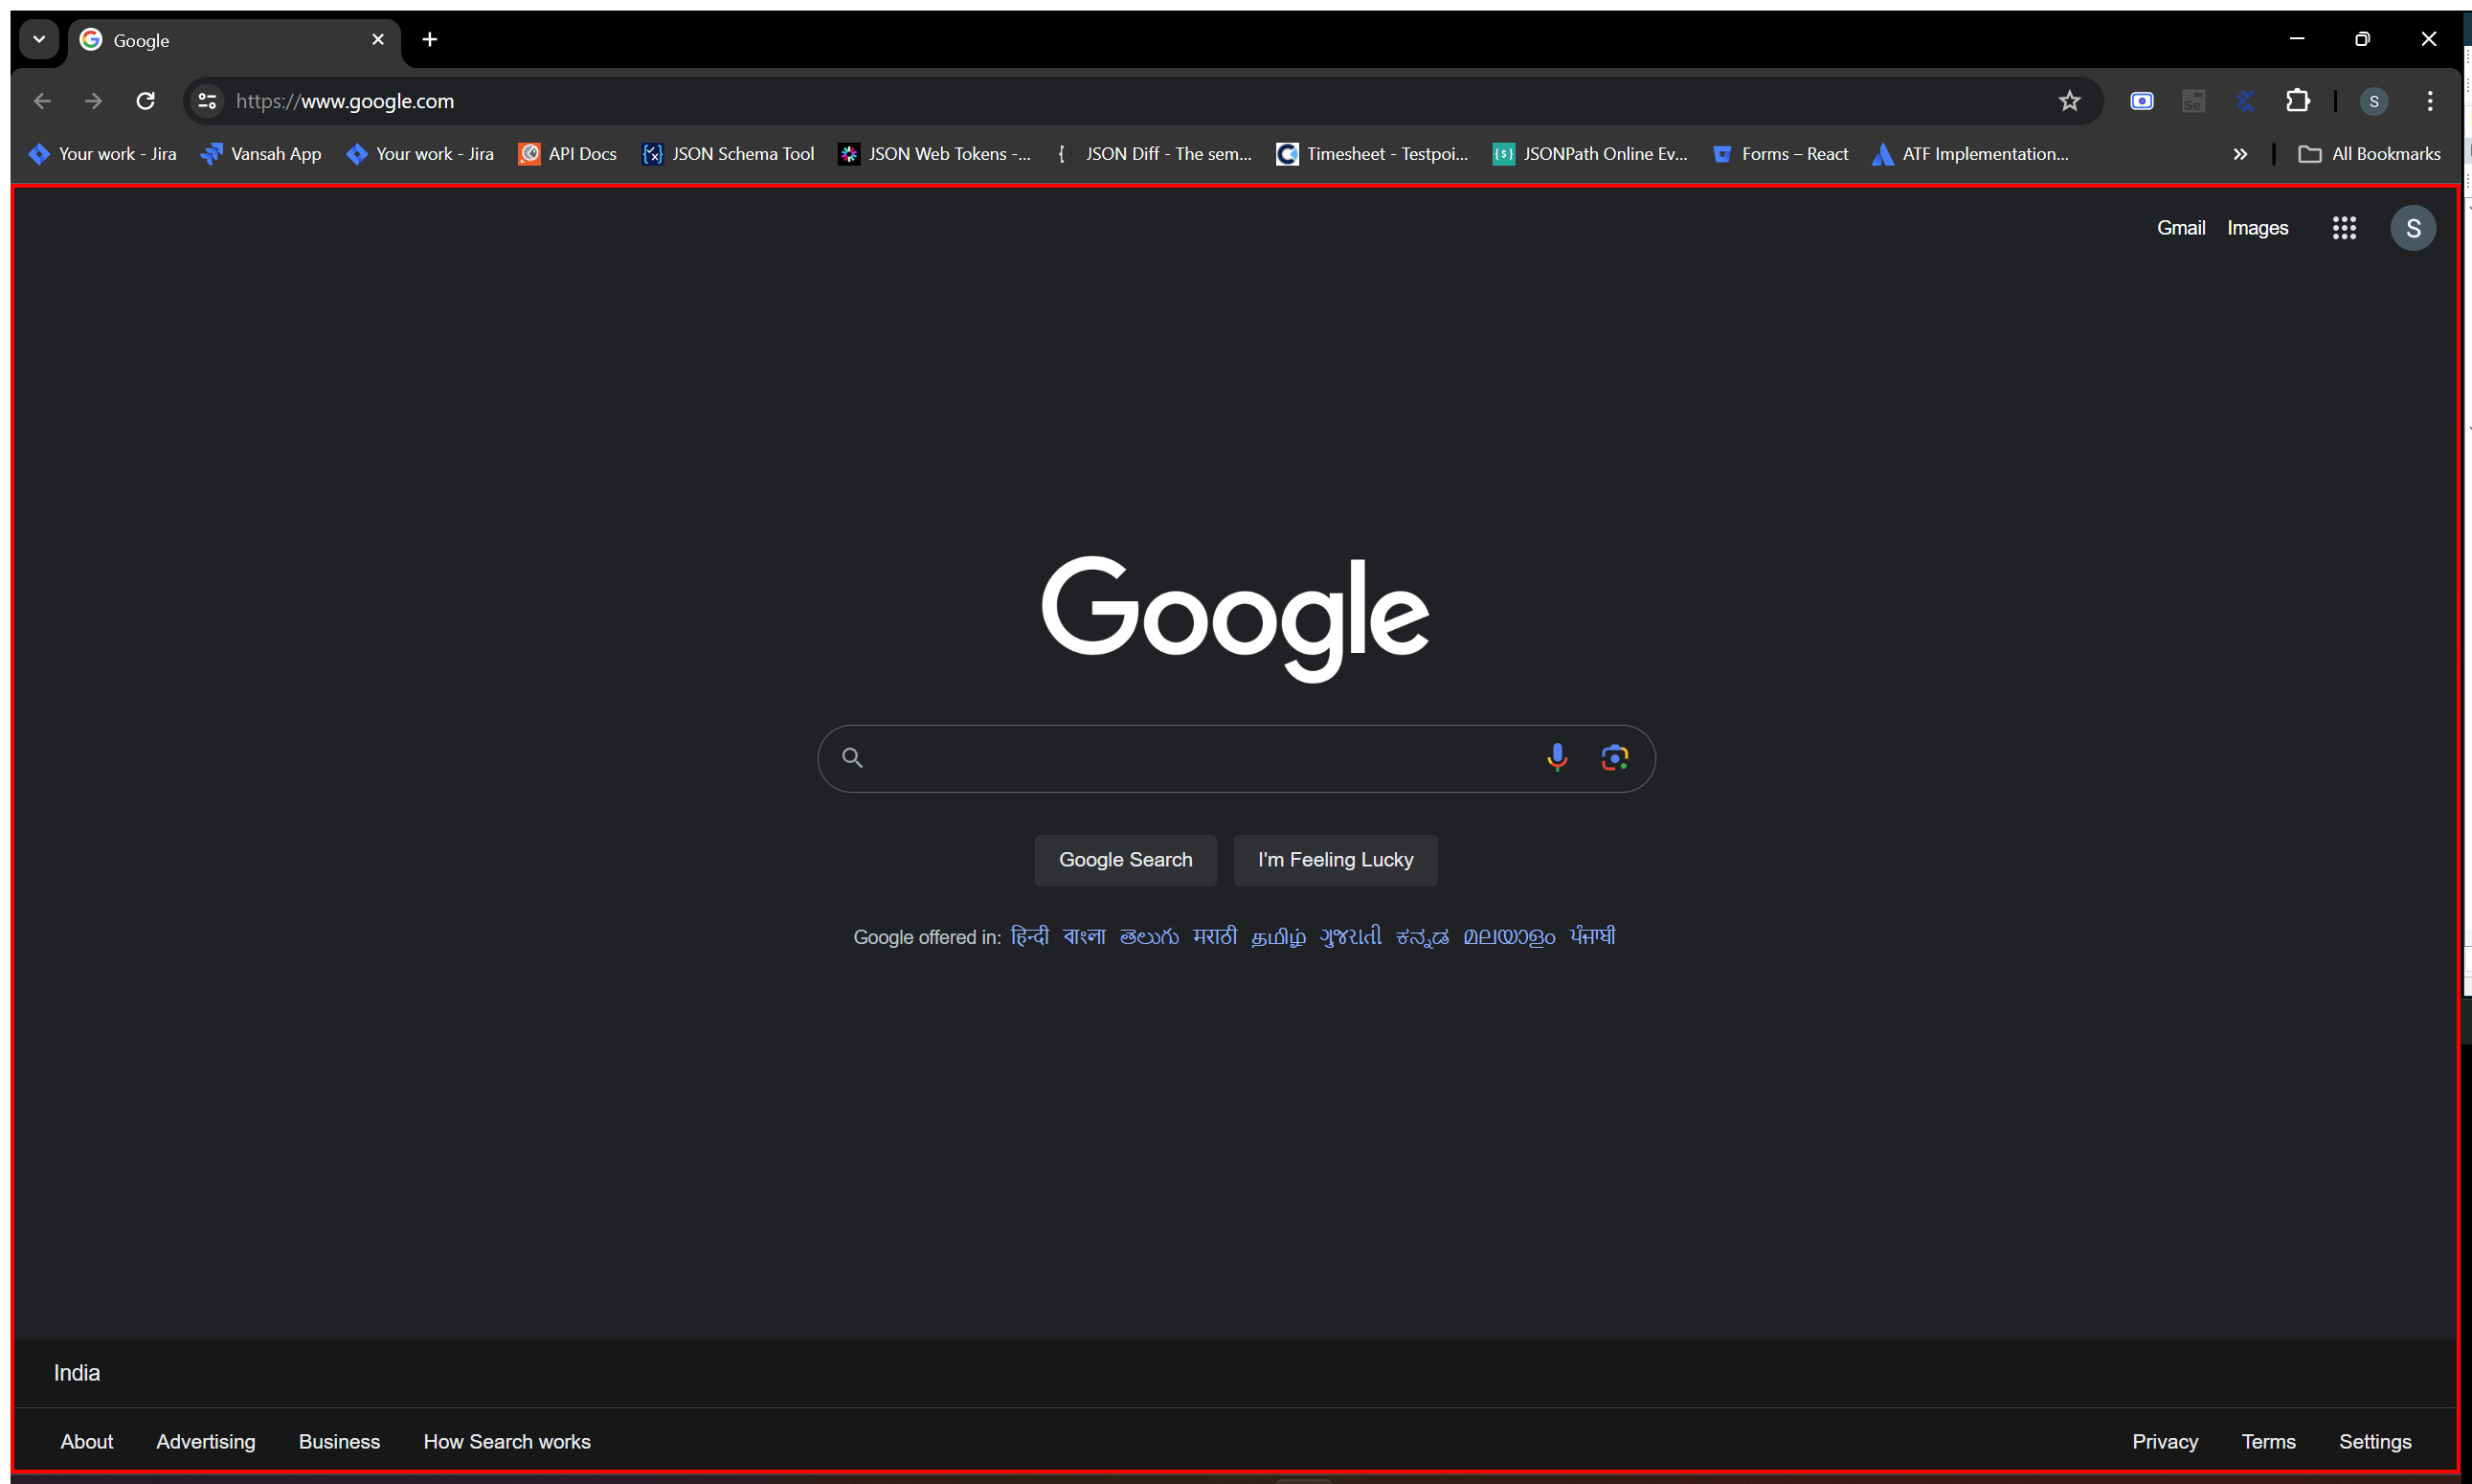 Google
https://www.google.com
Your work - Jira Vansah App Your work - Jira API Docs JSON Schema Tool JSON Web Tokens -... JSON Diff - The sem... Timesheet - Testpoi... JSONPath Online Ev... Forms – React ATF Implementation... All Bookmarks
Gmail Images S
Google
Google Search I'm Feeling Lucky
Google offered in: हिन्दी বাংলা తెలుగు मराठी தமிழ் ગુજરાતી ಕನ್ನಡ മലയാളം ਪੰਜਾਬੀ
India
About Advertising Business How Search works Privacy Terms Settings